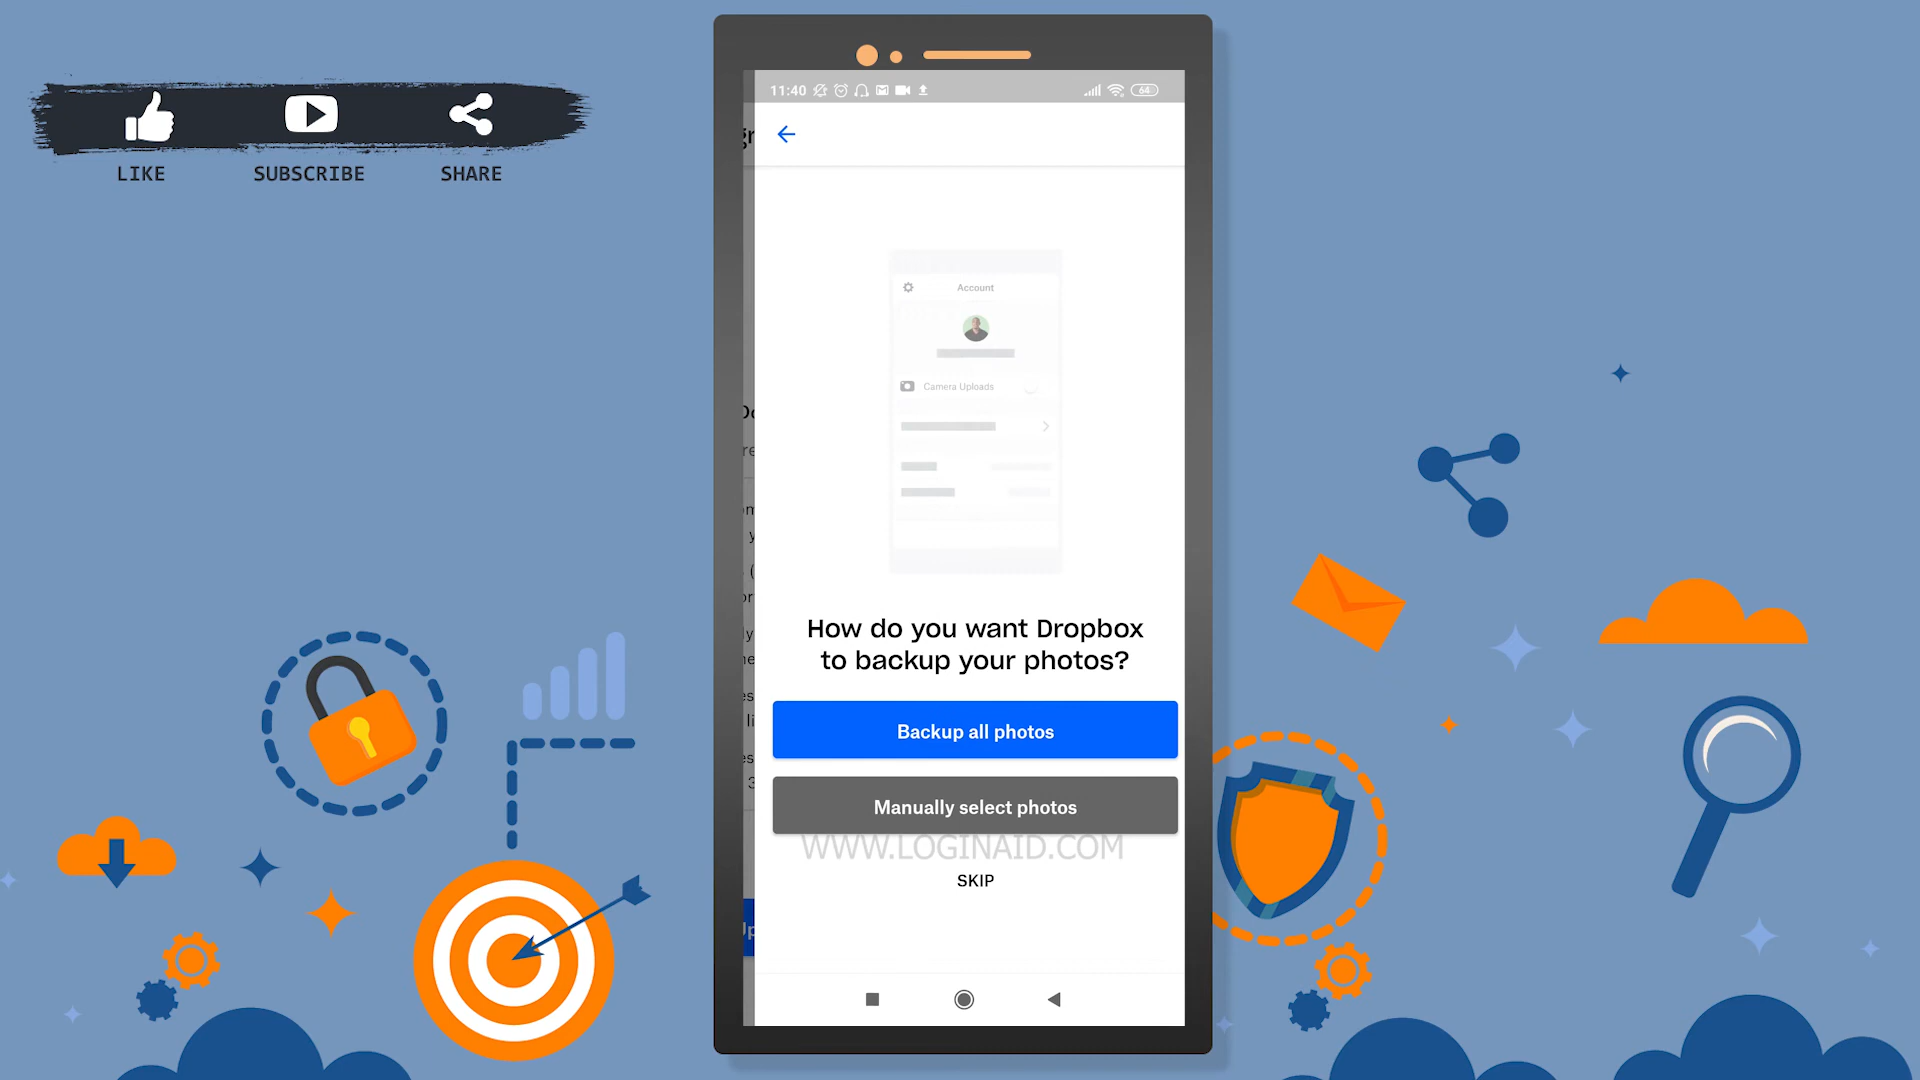 LIKE
SUBSCRIBE
SHARE
11:40
64
Account
Camera Uploads
How do you want Dropbox
to backup your photos?
Backup all photos
Manually select photos
WWW.LOGINAID.COM
SKIP